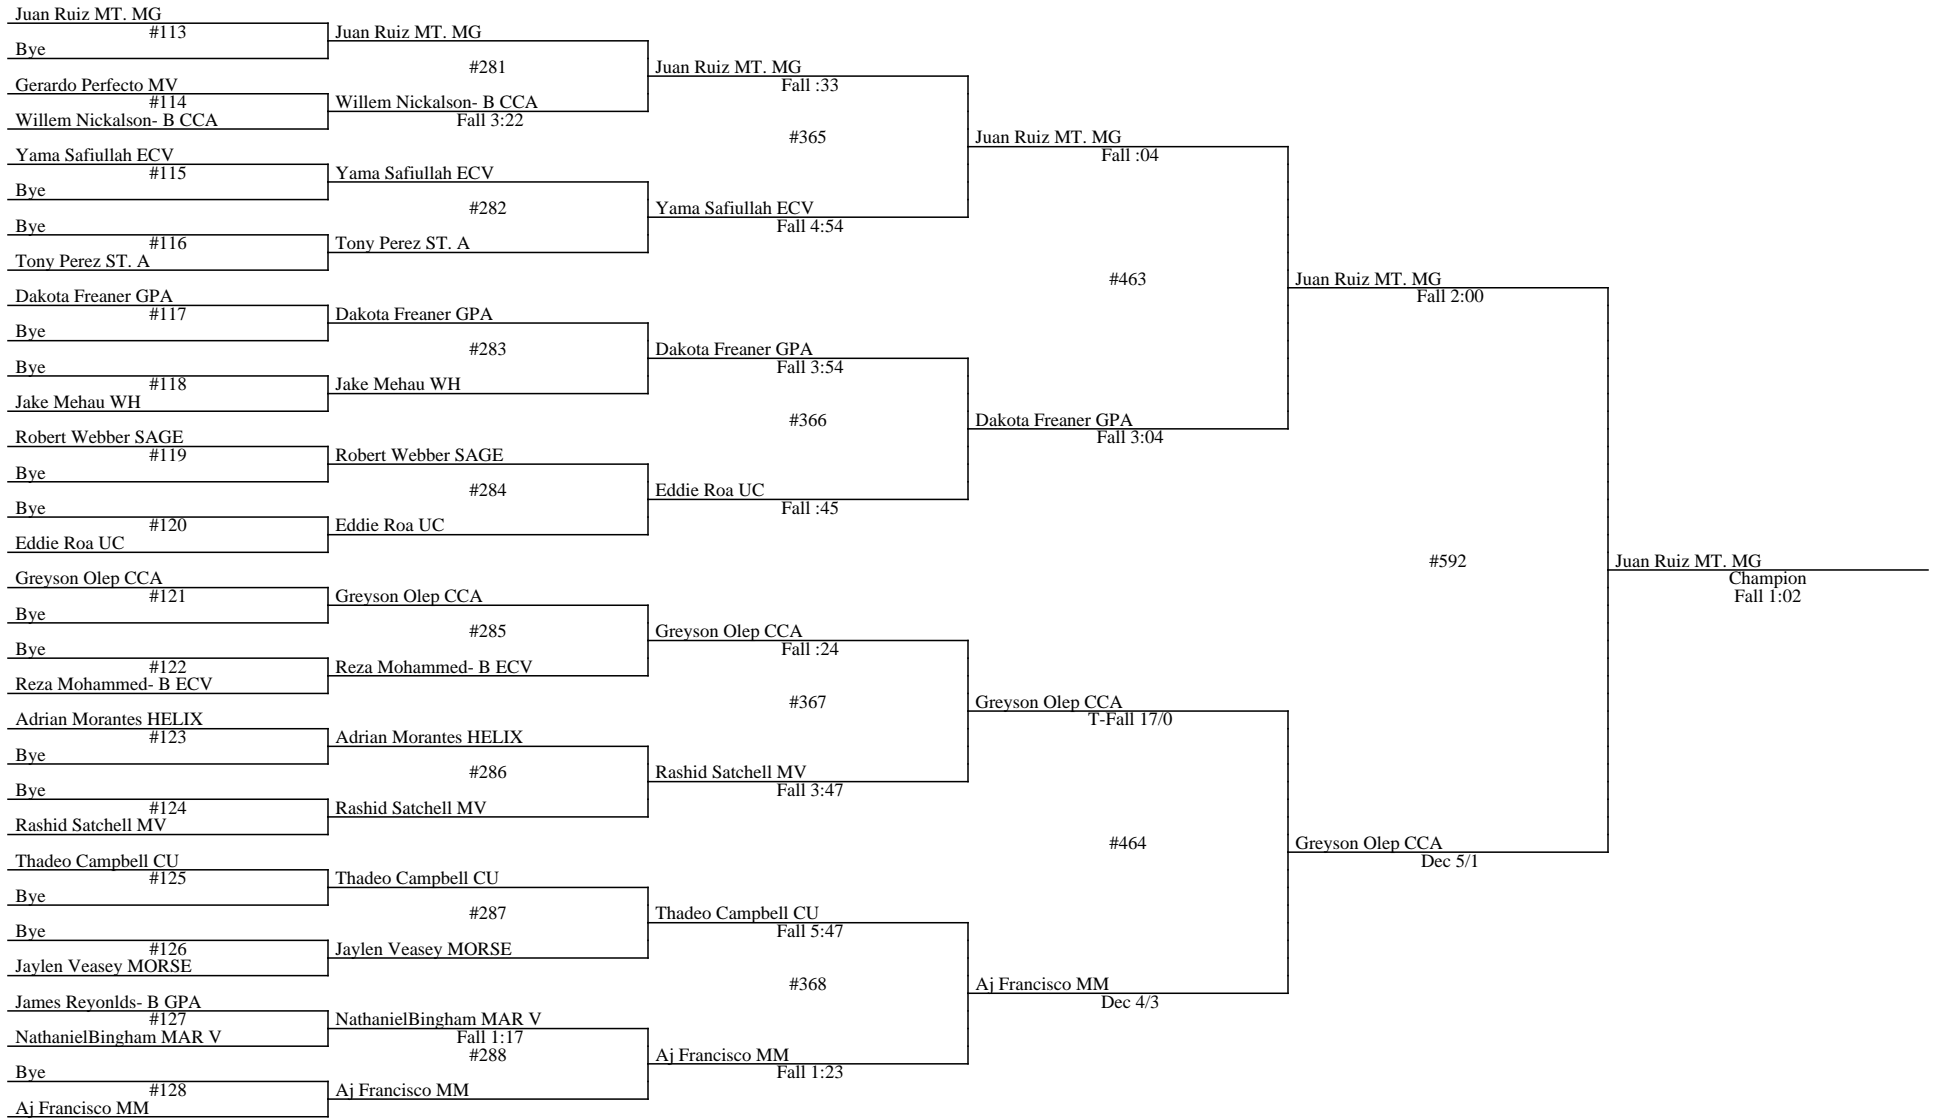 Juan Ruiz MT. MG
#113
Bye
Gerardo Perfecto MV
#114
Willem Nickalson- B CCA
Yama Safiullah ECV
#115
Bye
Bye
#116
Tony Perez ST. A
Dakota Freaner GPA
#117
Bye
Bye
#118
Jake Mehau WH
Robert Webber SAGE
#119
Bye
Bye
#120
Eddie Roa UC
Greyson Olep CCA
#121
Bye
Bye
#122
Reza Mohammed- B ECV
Adrian Morantes HELIX
#123
Bye
Bye
#124
Rashid Satchell MV
Thadeo Campbell CU
#125
Bye
Bye
#126
Jaylen Veasey MORSE
James Reyonlds- B GPA
#127
NathanielBingham MAR V
Bye
#128
Aj Francisco MM
Juan Ruiz MT. MG
#281
Willem Nickalson- B CCA
Fall 3:22
Yama Safiullah ECV
#282
Tony Perez ST. A
Dakota Freaner GPA
#283
Jake Mehau WH
Robert Webber SAGE
#284
Eddie Roa UC
Greyson Olep CCA
#285
Reza Mohammed- B ECV
Adrian Morantes HELIX
#286
Rashid Satchell MV
Thadeo Campbell CU
#287
Jaylen Veasey MORSE
NathanielBingham MAR V
Fall 1:17
#288
Aj Francisco MM
Juan Ruiz MT. MG
Fall :33
#365
Yama Safiullah ECV
Fall 4:54
Dakota Freaner GPA
Fall 3:54
#366
Eddie Roa UC
Fall :45
Greyson Olep CCA
Fall :24
#367
Rashid Satchell MV
Fall 3:47
Thadeo Campbell CU
Fall 5:47
#368
Aj Francisco MM
Fall 1:23
Juan Ruiz MT. MG
Fall :04
#463
Dakota Freaner GPA
Fall 3:04
Greyson Olep CCA
T-Fall 17/0
#464
Aj Francisco MM
Dec 4/3
Juan Ruiz MT. MG
Fall 2:00
#592
Greyson Olep CCA
Dec 5/1
Juan Ruiz MT. MG
Champion
Fall 1:02